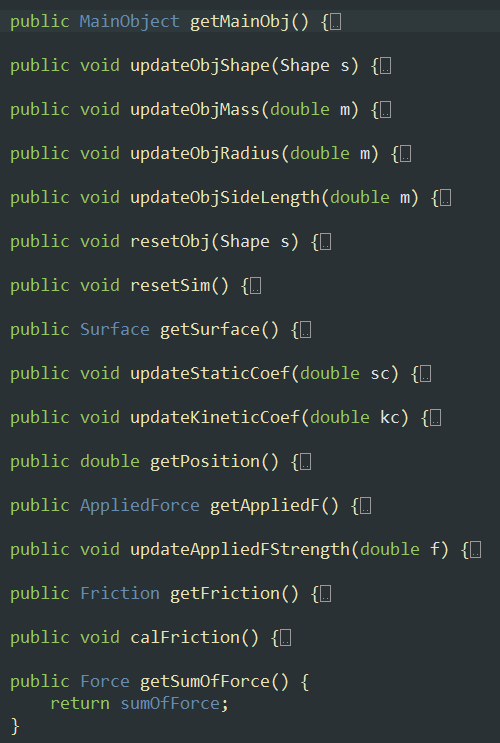 public MainObject getMainObj() {..
public void updateObjShape(Shape s) {..
public void updateObjMass(double m) {..
public void updateObjRadius(double m) {..
public void updateObjSideLength(double m) {..
public void resetObj(Shape s) {..
public void resetSim() {..
public Surface getSurface() {..
public void updateStaticCoef(double sc) {..
public void updateKineticCoef(double kc) {..
public double getPosition() {..
public AppliedForce getAppliedF() {..
public void updateAppliedFStrength(double f) {..
public Friction getFriction() {..
public void calFriction() {..
public Force getSumOfForce() {
    return sumOfForce;
}